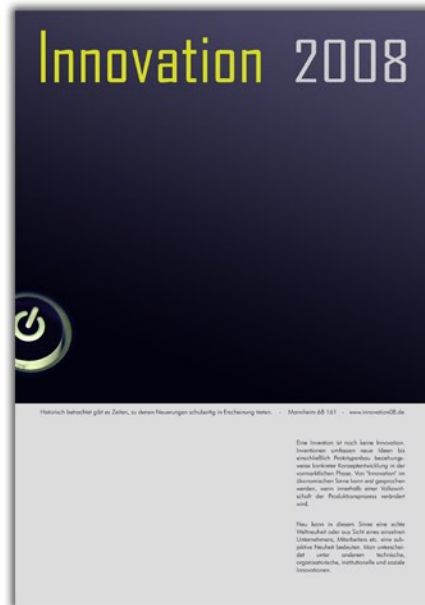 Innovation 2008
Historisch betrachtet gibt es Zeiten, zu denen Neuerungen schubartig in Erscheinung treten. - Mannheim 68 161 - www.innovation08.de
Eine Invention ist noch keine Innovation.
Inventionen umfassen neue Ideen bis
einschließlich Prototypenbau beziehungs-
weise konkreter Konzeptentwicklung in der
vormarktlichen Phase. Von "Innovation" im
ökonomischen Sinne kann erst gesprochen
werden, wenn innerhalb einer Volkswirt-
schaft der Produktionsprozess verändert
wird.
Neu kann in diesem Sinne eine echte
Weltneuheit oder aus Sicht eines einzelnen
Unternehmens, Mitarbeiters etc. eine sub-
jektive Neuheit bedeuten. Man unterschei-
det unter anderem technische,
organisatorische, institutionelle und soziale
Innovationen.